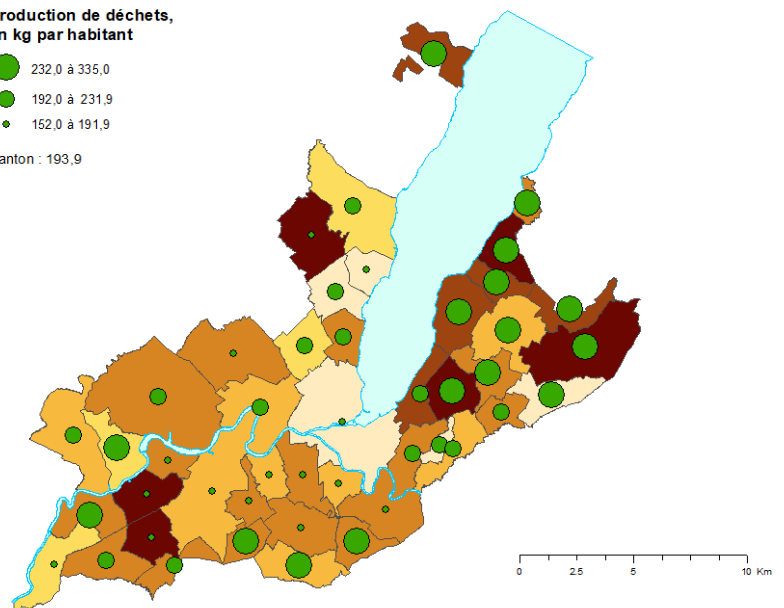 roduction de déchets,
n kg par habitant
232,0 à 335,0
192,0 à 231,9
152,0 à 191,9
anton : 193,9
0 2.5 5 10 Km